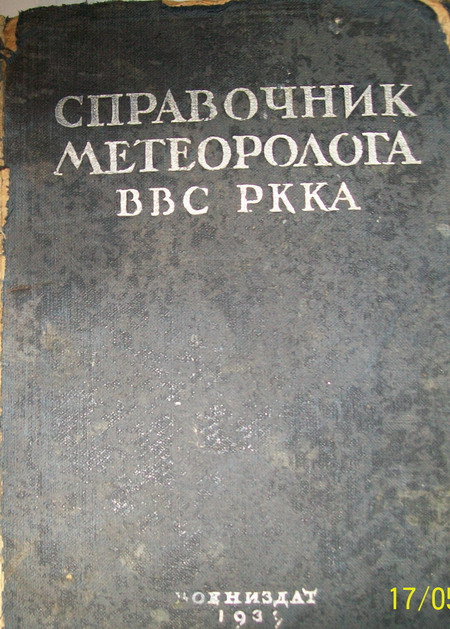 СПРАВОЧНИК
МЕТЕОРОЛОГА
ВВС РККА
ВОЕНИЗДАТ
17/05